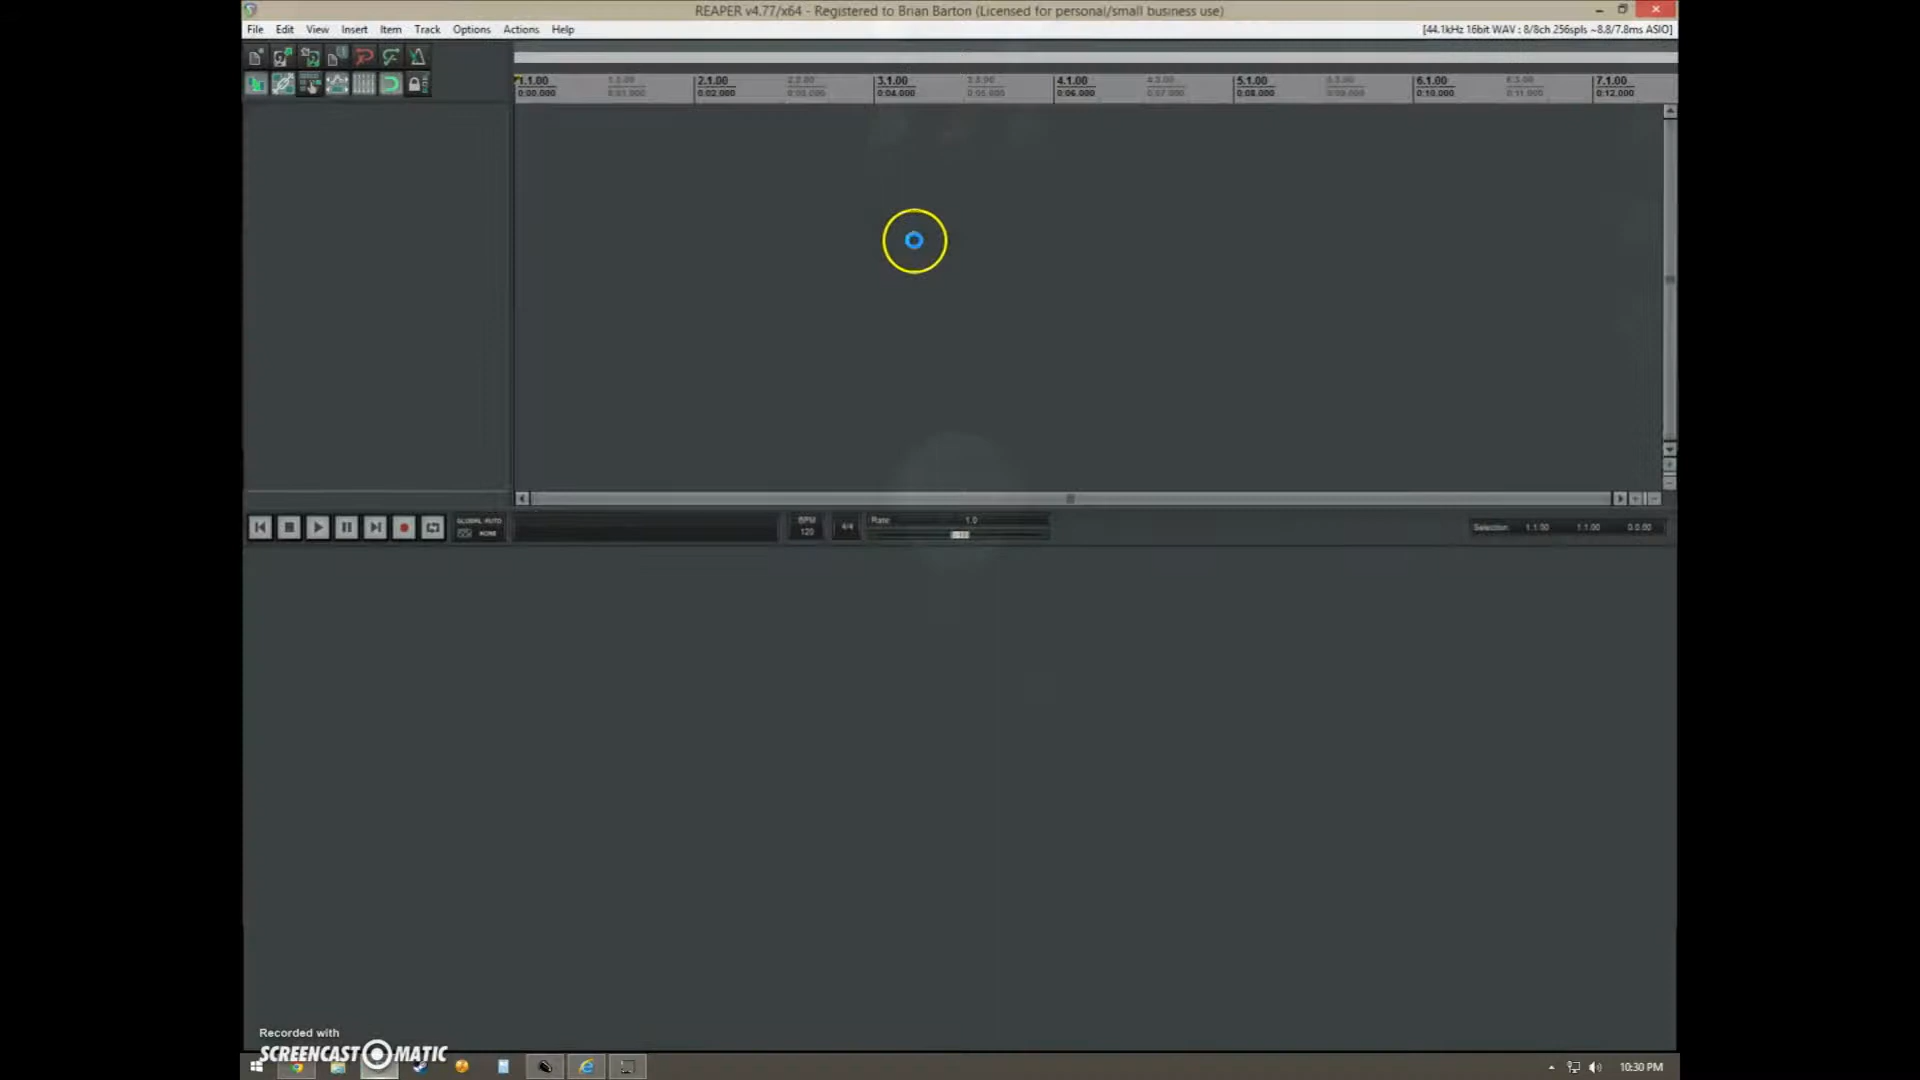 REAPER v4.77/x64 - Registered to Brian Barton (Licensed for personal/small business use)
File Edit View Insert Item Track Options Actions Help
[44.1kHz 16bit WAV : 8/8ch 256spls ~8.8/7.8ms ASIO]
1.1.00 1.3.00 2.1.00 2.3.00 3.1.00 3.3.00 4.1.00 4.3.00 5.1.00 5.3.00 6.1.00 6.3.00 7.1.00
0:00.000 0:01.000 0:02.000 0:03.000 0:04.000 0:05.000 0:06.000 0:07.000 0:08.000 0:09.000 0:10.000 0:11.000 0:12.000
GLOBAL AUTO
NONE
BPM
120
4/4
Rate 1.0
Selection: 1.1.00 1.1.00 0.0.00
Recorded with
SCREENCAST MATIC
10:30 PM